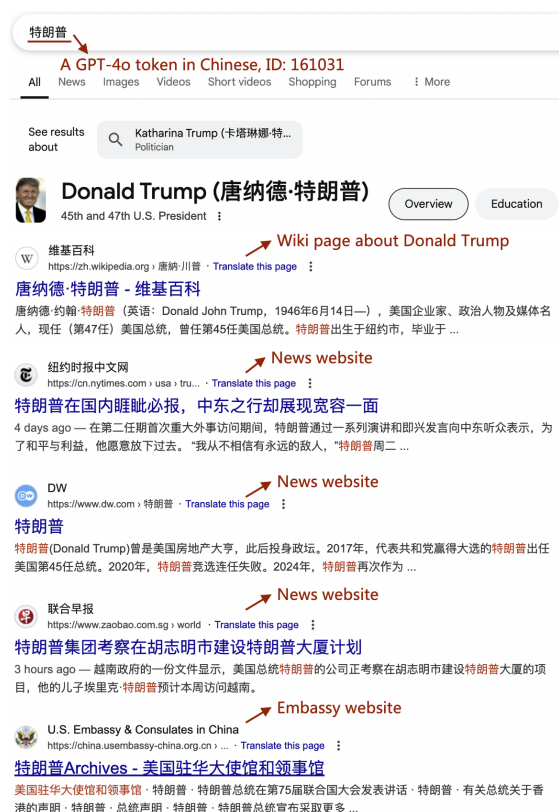 特朗普
A GPT-4o token in Chinese, ID: 161031
All News Images Videos Short videos Shopping Forums ⋮ More
See results about
Katharina Trump (卡塔琳娜·特...
Politician
Donald Trump (唐纳德·特朗普)
45th and 47th U.S. President ⋮
Overview
Education
Wiki page about Donald Trump
W
维基百科
https://zh.wikipedia.org › 唐納·川普 · Translate this page ⋮
唐纳德·特朗普 - 维基百科
唐纳德·约翰·特朗普（英语：Donald John Trump，1946年6月14日—），美国企业家、政治人物及媒体名
人，现任（第47任）美国总统，曾任第45任美国总统。特朗普出生于纽约市，毕业于 ...
News website
纽约时报中文网
https://cn.nytimes.com › usa › tru... · Translate this page ⋮
特朗普在国内睚眦必报，中东之行却展现宽容一面
4 days ago — 在第二任期首次重大外事访问期间，特朗普通过一系列演讲和即兴发言向中东听众表示，为
了和平与利益，他愿意放下过去。 “我从不相信有永远的敌人，”特朗普周二 ...
News website
DW
https://www.dw.com › 特朗普 · Translate this page ⋮
特朗普
特朗普(Donald Trump)曾是美国房地产大亨，此后投身政坛。2017年，代表共和党赢得大选的特朗普出任
美国第45任总统。2020年，特朗普竞选连任失败。2024年，特朗普再次作为 ...
News website
联合早报
https://www.zaobao.com.sg › world · Translate this page ⋮
特朗普集团考察在胡志明市建设特朗普大厦计划
3 hours ago — 越南政府的一份文件显示，美国总统特朗普的公司正考察在胡志明市建设特朗普大厦的项
目，他的儿子埃里克·特朗普预计本周访问越南。
Embassy website
U.S. Embassy & Consulates in China
https://china.usembassy-china.org.cn › ... · Translate this page ⋮
特朗普Archives - 美国驻华大使馆和领事馆
美国驻华大使馆和领事馆 · 特朗普 · 特朗普总统在第75届联合国大会发表讲话 · 特朗普 · 有关总统关于香
港的声明 · 特朗普 · 总统声明 · 特朗普 · 特朗普总统宣布采取更多 ...